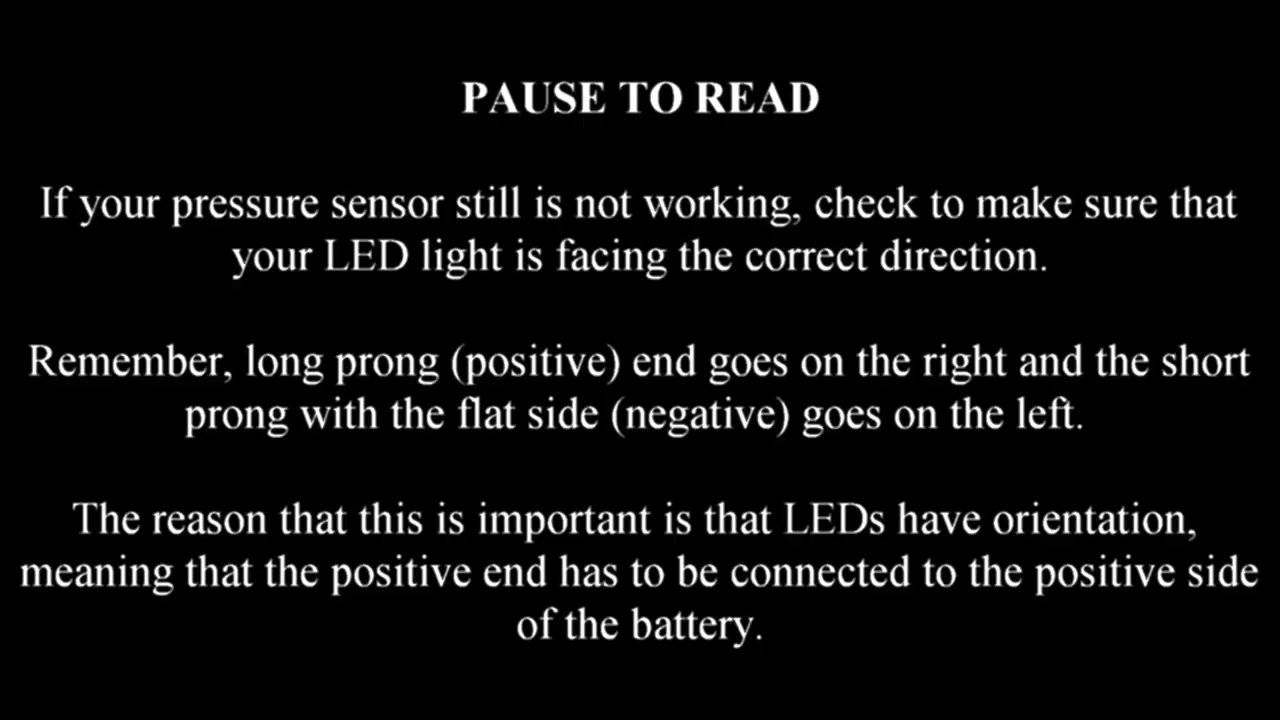 PAUSE TO READ
If your pressure sensor still is not working, check to make sure that
your LED light is facing the correct direction.
Remember, long prong (positive) end goes on the right and the short
prong with the flat side (negative) goes on the left.
The reason that this is important is that LEDs have orientation,
meaning that the positive end has to be connected to the positive side
of the battery.